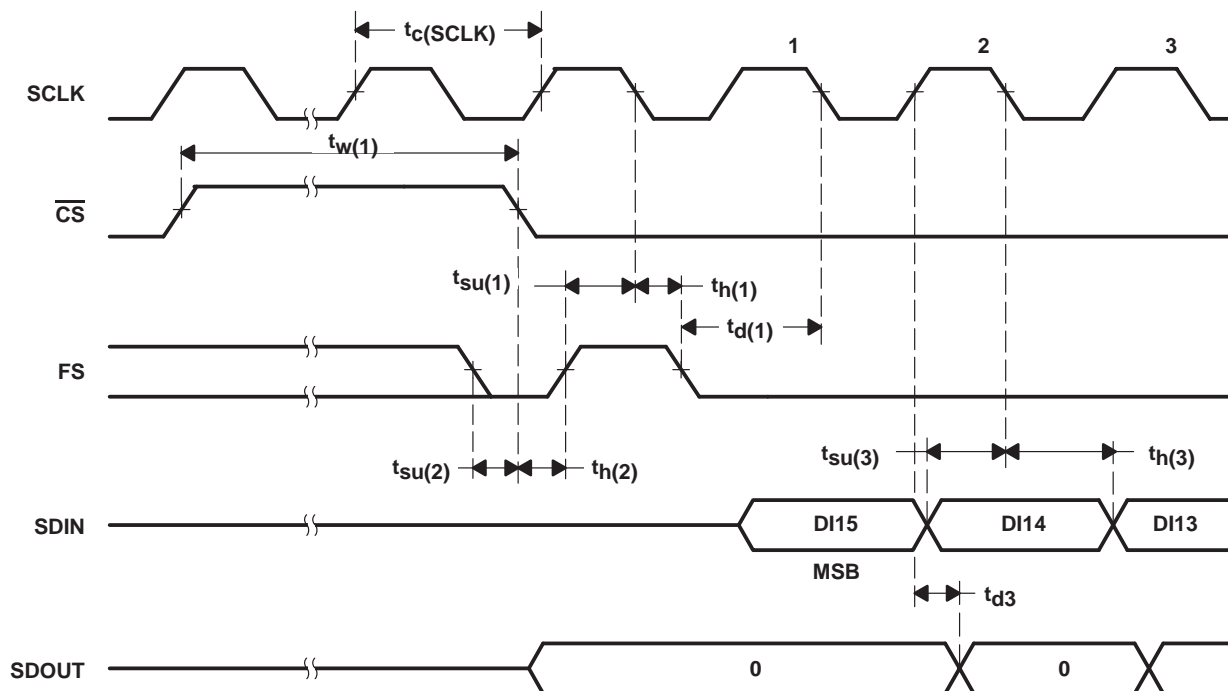 tc(SCLK)
1
2
3
SCLK
tw(1)
CS
tsu(1)
th(1)
td(1)
FS
tsu(2)
th(2)
tsu(3)
th(3)
SDIN
DI15
DI14
DI13
MSB
td3
SDOUT
0
0